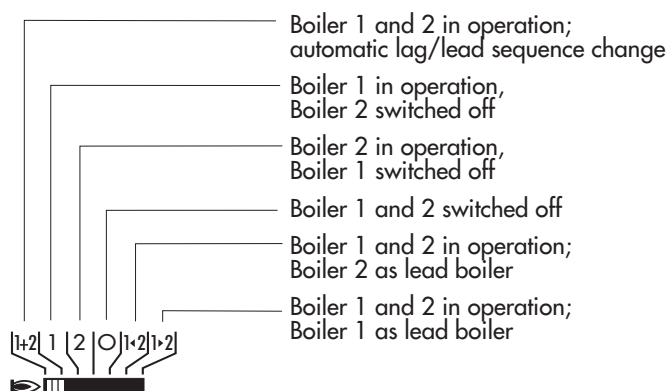 Boiler 1 and 2 in operation;
automatic lag/lead sequence change
Boiler 1 in operation,
Boiler 2 switched off
Boiler 2 in operation,
Boiler 1 switched off
Boiler 1 and 2 switched off
Boiler 1 and 2 in operation;
Boiler 2 as lead boiler
Boiler 1 and 2 in operation;
Boiler 1 as lead boiler
1+2 1 2 O 1◂2 1▸2